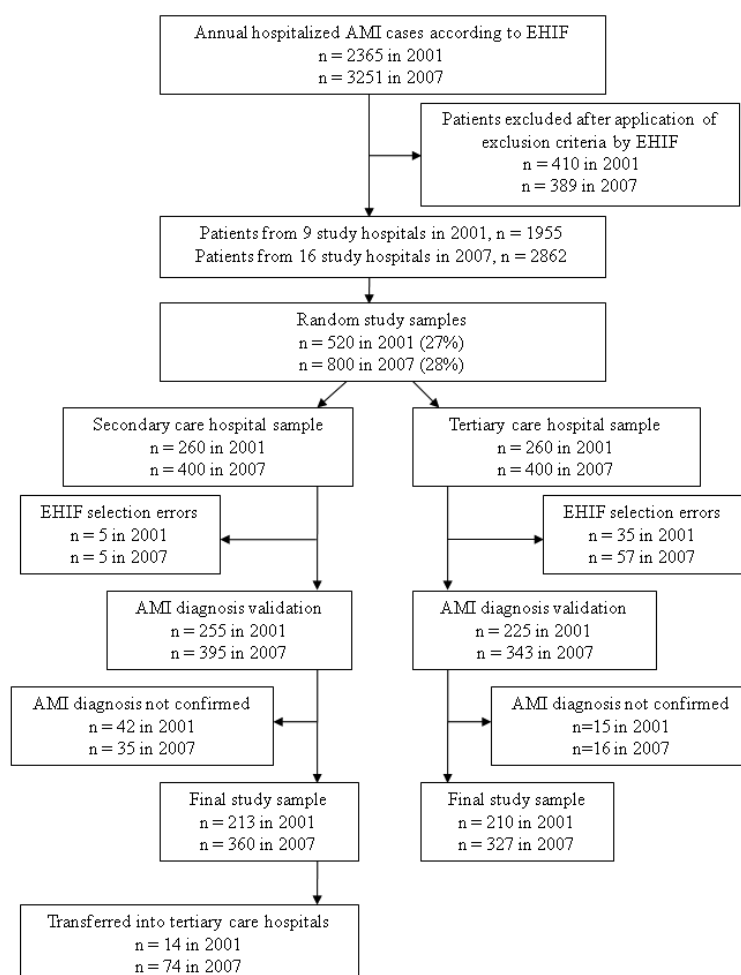 Annual hospitalized AMI cases according to EHIF
n = 2365 in 2001
n = 3251 in 2007
Patients excluded after application of
exclusion criteria by EHIF
n = 410 in 2001
n = 389 in 2007
Patients from 9 study hospitals in 2001, n = 1955
Patients from 16 study hospitals in 2007, n = 2862
Random study samples
n = 520 in 2001 (27%)
n = 800 in 2007 (28%)
Secondary care hospital sample
n = 260 in 2001
n = 400 in 2007
Tertiary care hospital sample
n = 260 in 2001
n = 400 in 2007
EHIF selection errors
n = 5 in 2001
n = 5 in 2007
EHIF selection errors
n = 35 in 2001
n = 57 in 2007
AMI diagnosis validation
n = 255 in 2001
n = 395 in 2007
AMI diagnosis validation
n = 225 in 2001
n = 343 in 2007
AMI diagnosis not confirmed
n = 42 in 2001
n = 35 in 2007
AMI diagnosis not confirmed
n=15 in 2001
n=16 in 2007
Final study sample
n = 213 in 2001
n = 360 in 2007
Final study sample
n = 210 in 2001
n = 327 in 2007
Transferred into tertiary care hospitals
n = 14 in 2001
n = 74 in 2007